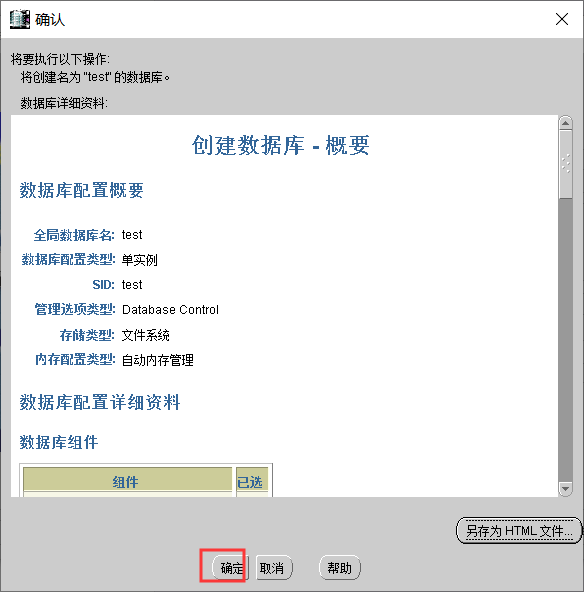 确认
将要执行以下操作:
将创建名为 "test" 的数据库。
数据库详细资料:
创建数据库 - 概要
数据库配置概要
全局数据库名: test
数据库配置类型: 单实例
SID: test
管理选项类型: Database Control
存储类型: 文件系统
内存配置类型: 自动内存管理
数据库配置详细资料
数据库组件
组件 已选
另存为 HTML 文件...
确定 取消 帮助